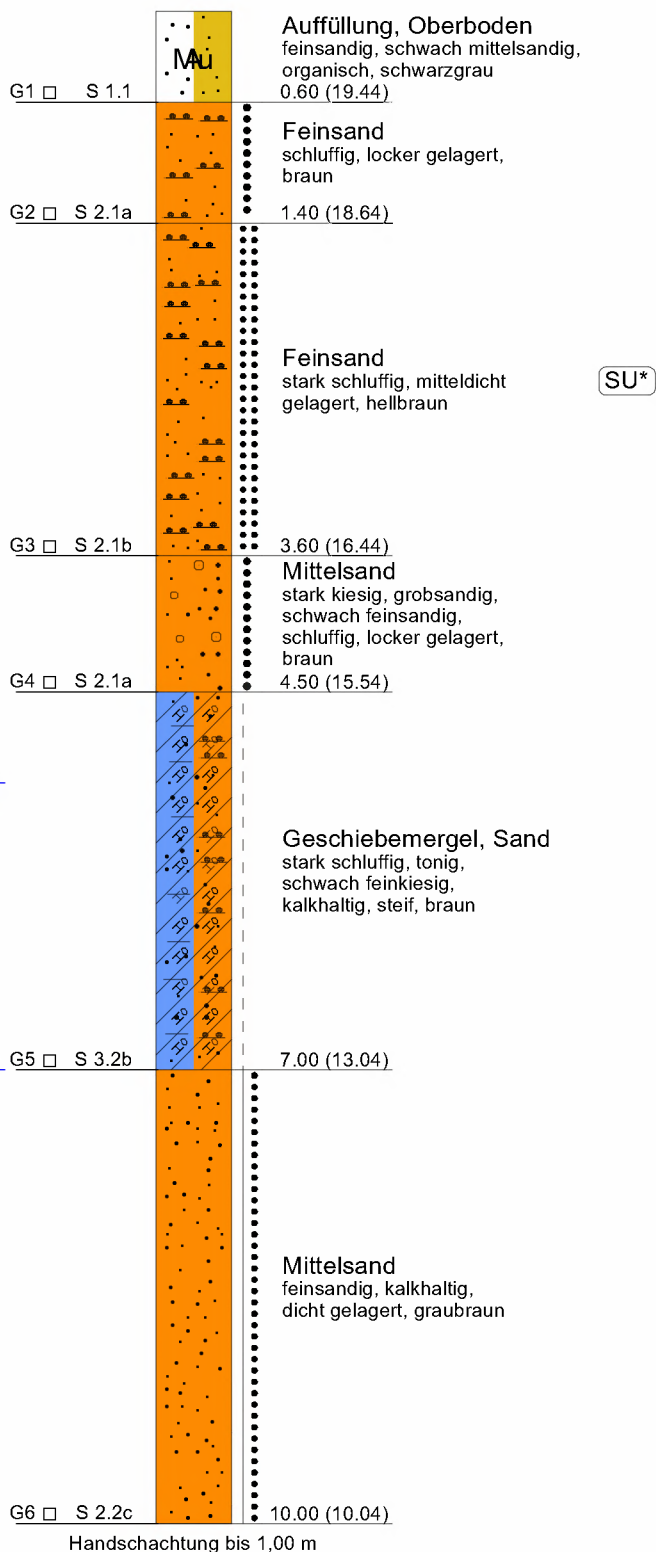 Auffüllung, Oberboden
feinsandig, schwach mittelsandig,
organisch, schwarzgrau
Mu
Au
G1 S 1.1 0.60 (19.44)
Feinsand
schluffig, locker gelagert,
braun
G2 S 2.1a 1.40 (18.64)
Feinsand
stark schluffig, mitteldicht
gelagert, hellbraun
SU*
G3 S 2.1b 3.60 (16.44)
Mittelsand
stark kiesig, grobsandig,
schwach feinsandig,
schluffig, locker gelagert,
braun
G4 S 2.1a 4.50 (15.54)
Geschiebemergel, Sand
stark schluffig, tonig,
schwach feinkiesig,
kalkhaltig, steif, braun
G5 S 3.2b 7.00 (13.04)
Mittelsand
feinsandig, kalkhaltig,
dicht gelagert, graubraun
G6 S 2.2c 10.00 (10.04)
Handschachtung bis 1,00 m